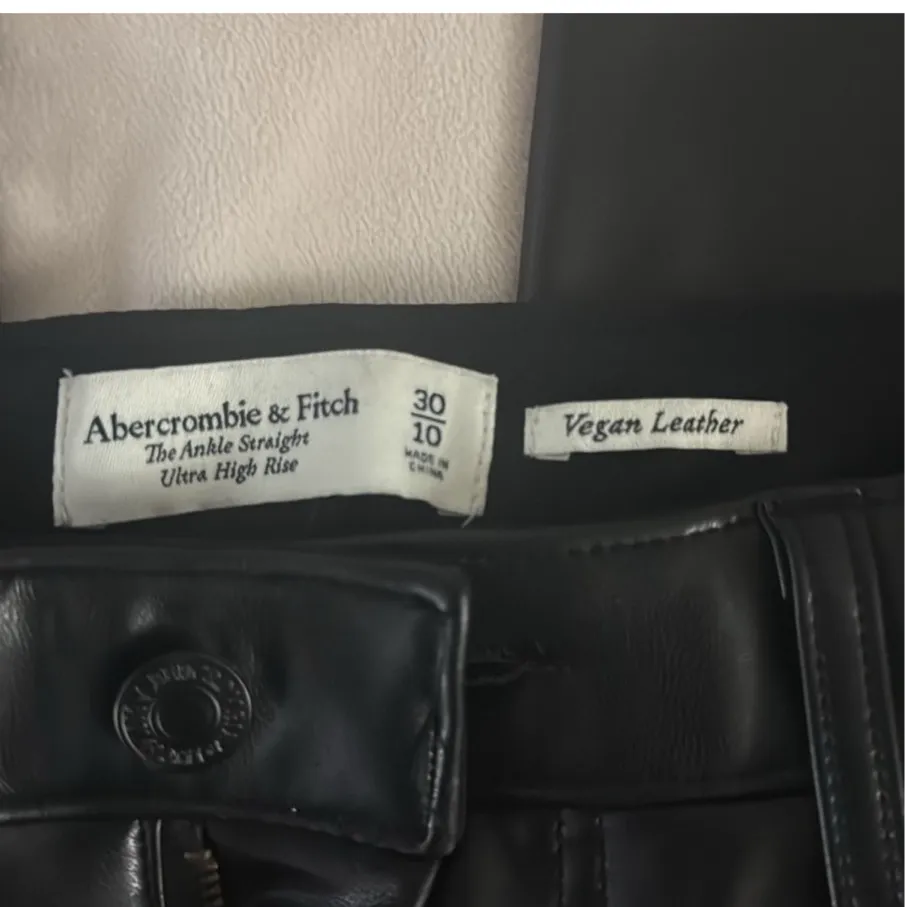 Abercrombie & Fitch
The Ankle Straight
Ultra High Rise
30
10
MADE IN
CHINA
Vegan Leather